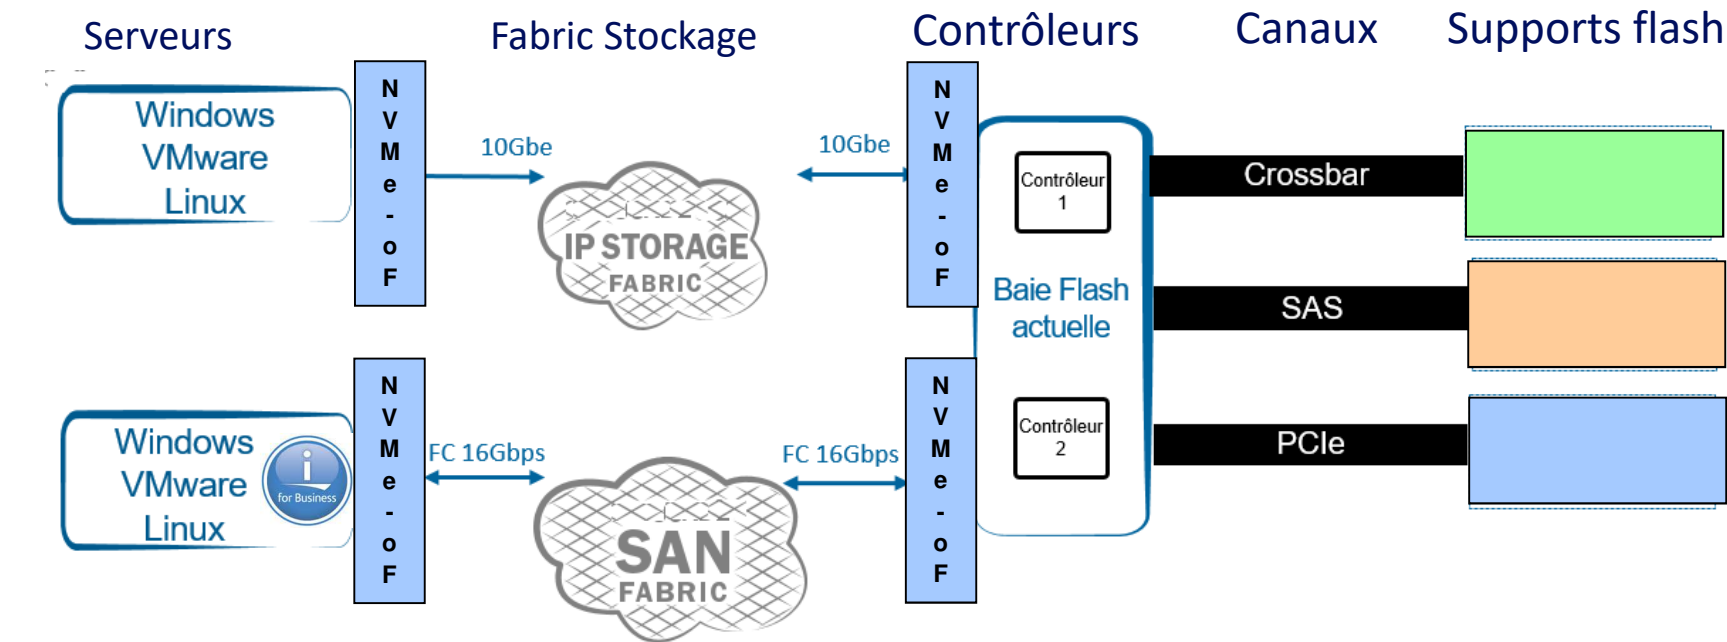 Serveurs
Fabric Stockage
Contrôleurs
Canaux
Supports flash
Windows
VMware
Linux
N
V
M
e
-
o
F
10Gbe
IP STORAGE
FABRIC
10Gbe
N
V
M
e
-
o
F
Contrôleur
1
Baie Flash
actuelle
Contrôleur
2
Crossbar
SAS
PCIe
Windows
VMware
Linux
i
for Business
N
V
M
e
-
o
F
FC 16Gbps
SAN
FABRIC
FC 16Gbps
N
V
M
e
-
o
F